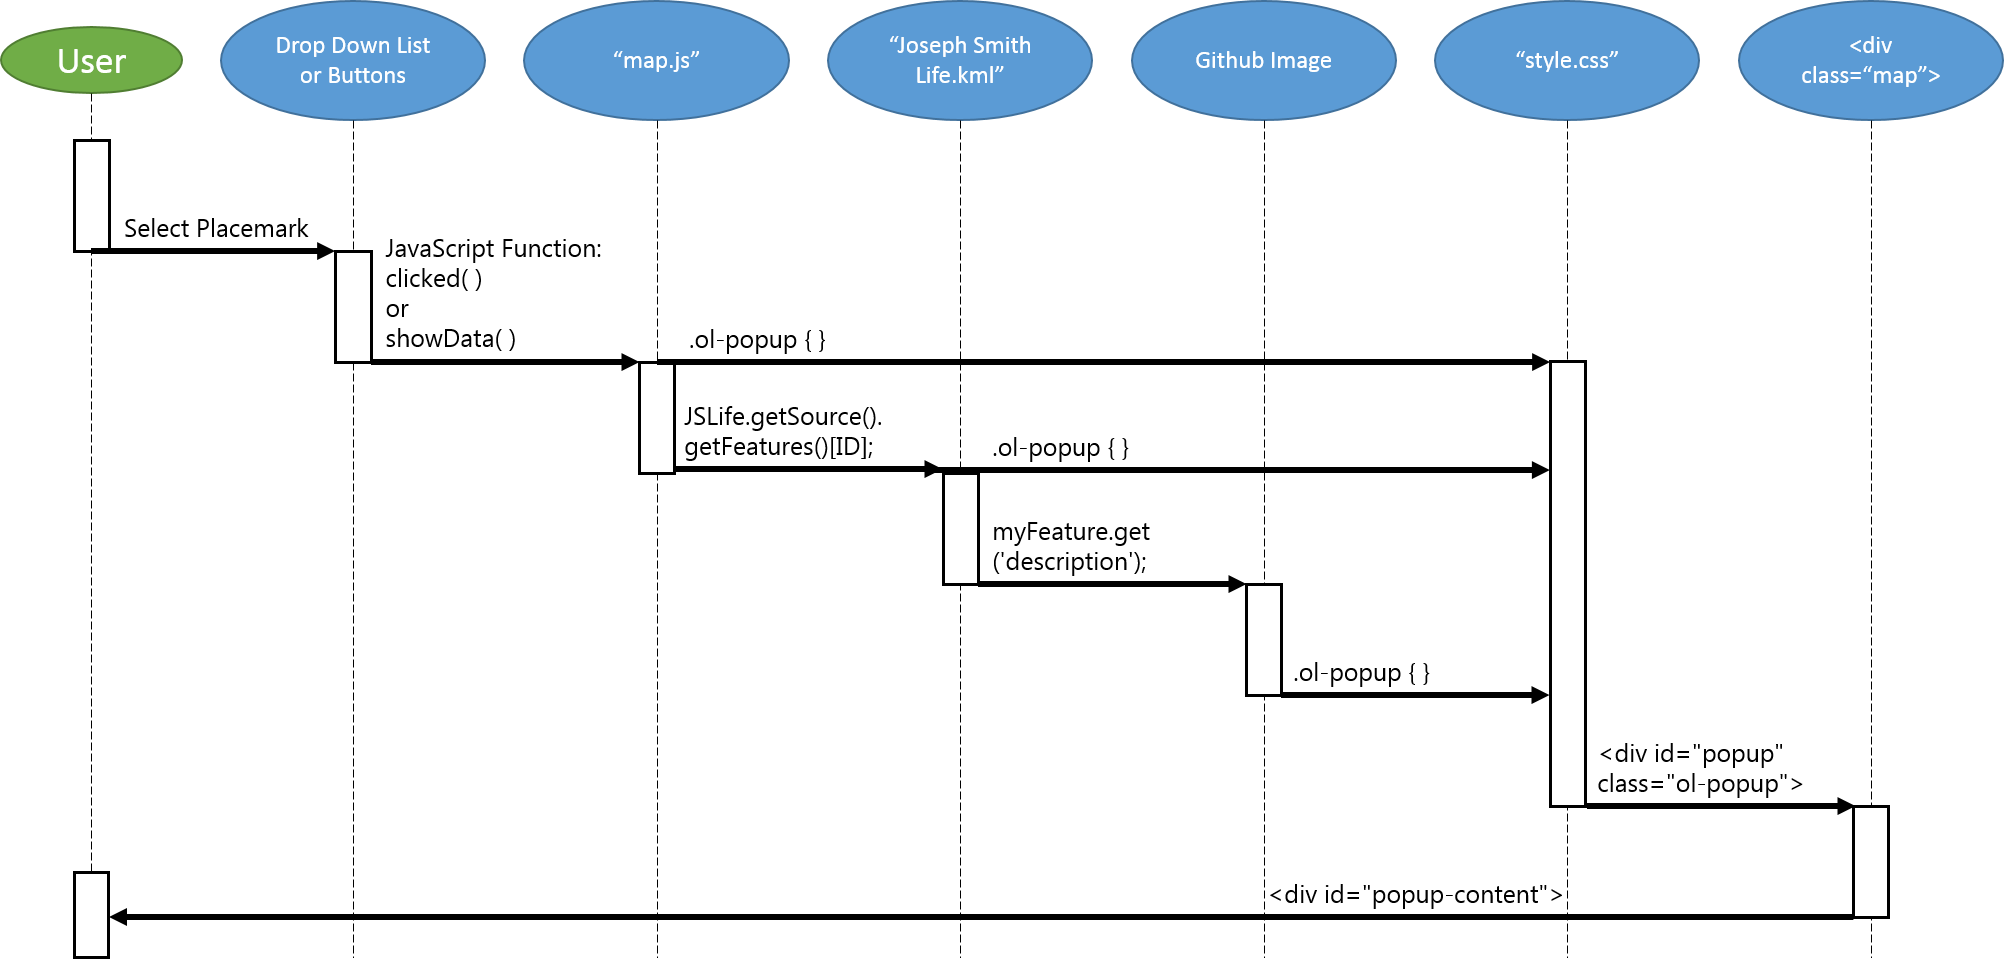 User
Drop Down List
or Buttons
“map.js”
“Joseph Smith
Life.kml”
Github Image
“style.css”
<div
class=“map”>
Select Placemark
JavaScript Function:
clicked( )
or
showData( )
.ol-popup { }
JSLife.getSource().
getFeatures()[ID];
.ol-popup { }
myFeature.get
('description');
.ol-popup { }
<div id="popup"
class="ol-popup">
<div id="popup-content">